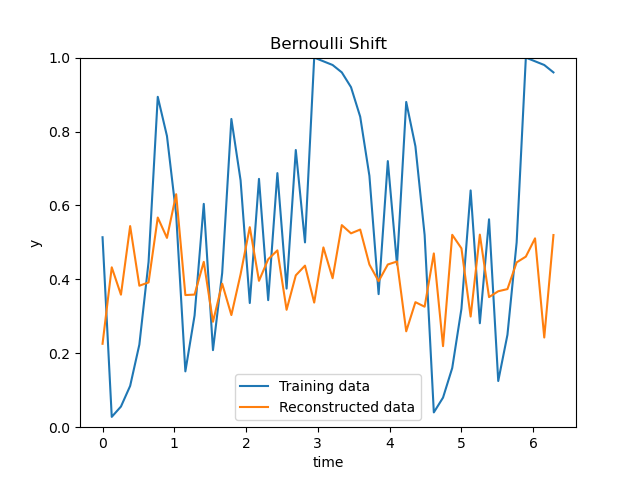 Bernoulli Shift
1.0
0.8
0.6
0.4
0.2
0.0
y
Training data
Reconstructed data
0 1 2 3 4 5 6
time